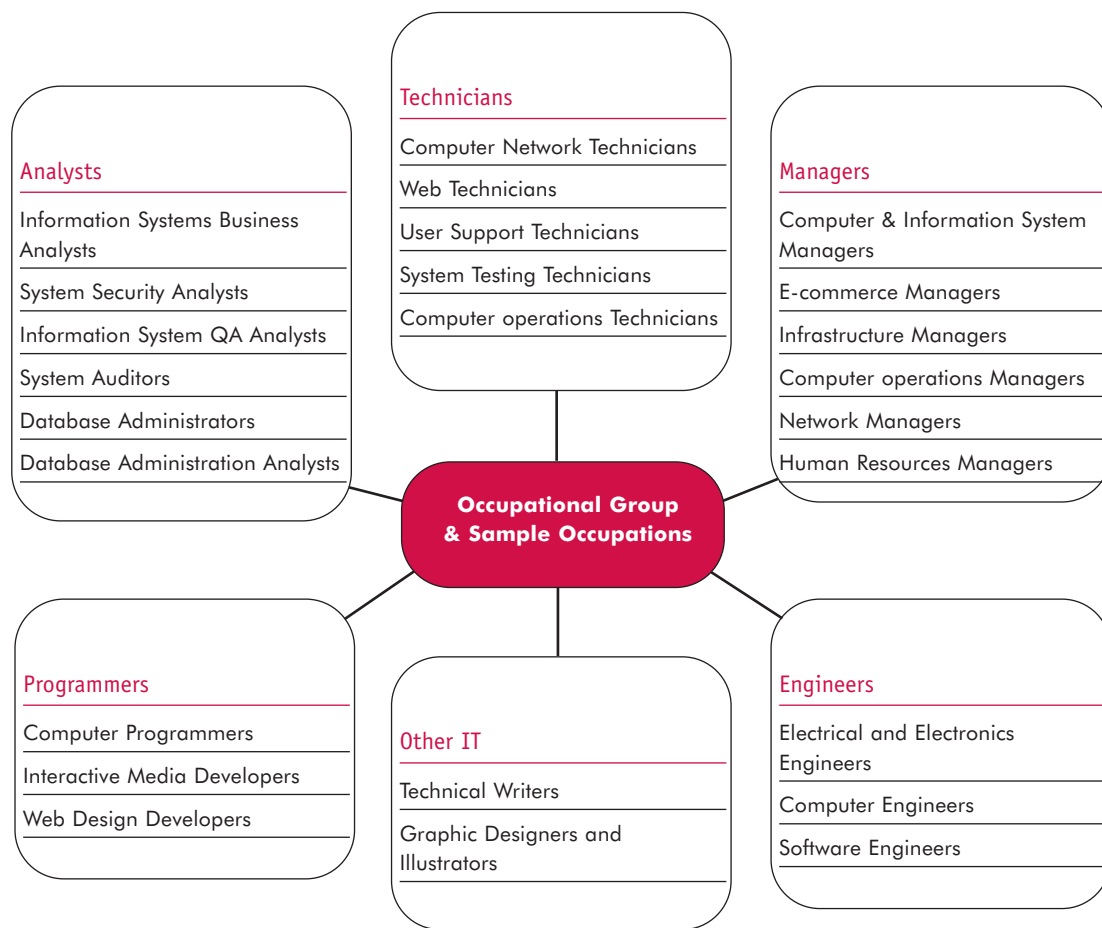 Technicians
Computer Network Technicians
Web Technicians
User Support Technicians
System Testing Technicians
Computer operations Technicians
Analysts
Information Systems Business
Analysts
System Security Analysts
Information System QA Analysts
System Auditors
Database Administrators
Database Administration Analysts
Managers
Computer & Information System
Managers
E-commerce Managers
Infrastructure Managers
Computer operations Managers
Network Managers
Human Resources Managers
Occupational Group
& Sample Occupations
Programmers
Computer Programmers
Interactive Media Developers
Web Design Developers
Other IT
Technical Writers
Graphic Designers and
Illustrators
Engineers
Electrical and Electronics
Engineers
Computer Engineers
Software Engineers